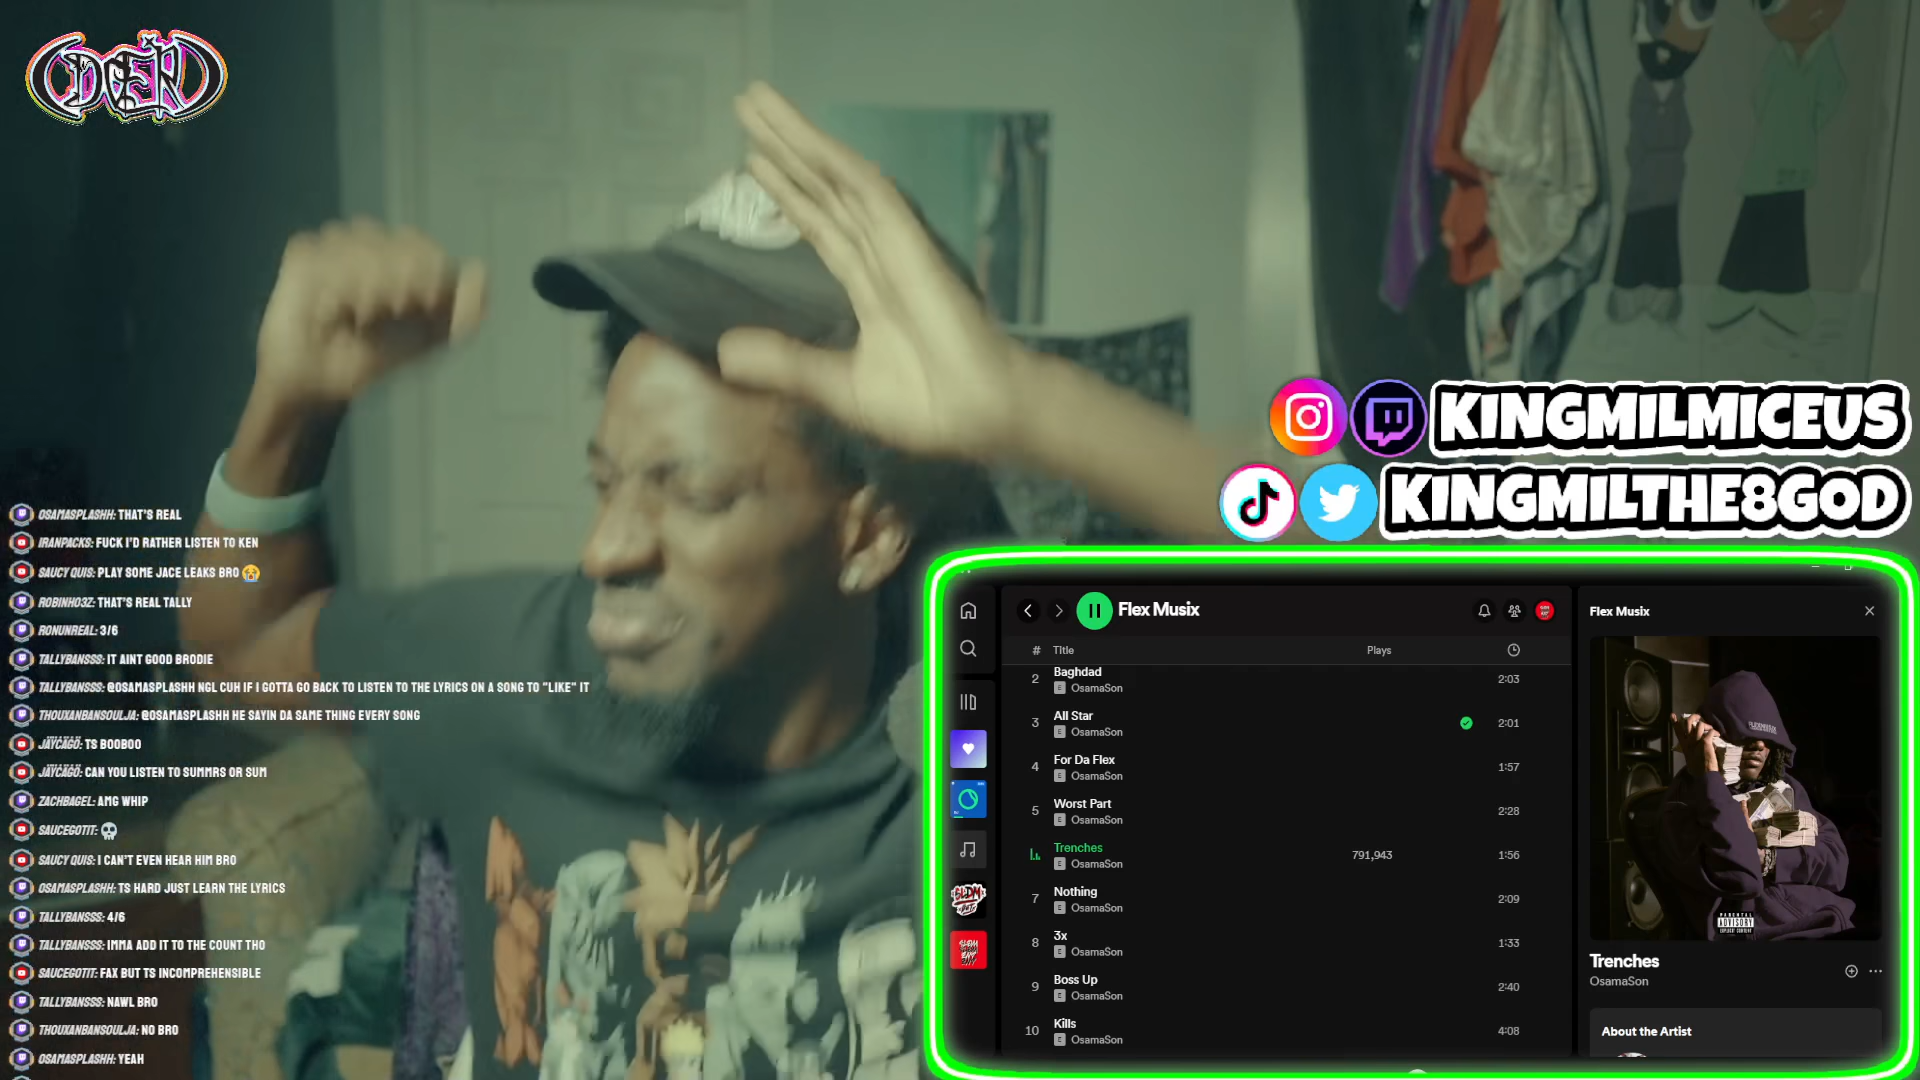 DCER
KINGMILMICEUS
KINGMILTHE8GOD
OSAMASPLASHH: THAT'S REAL
IRANPACKS: FUCK I'D RATHER LISTEN TO KEN
SAUCY QUIS: PLAY SOME JACE LEAKS BRO 😭
ROBINHO3Z: THAT'S REAL TALLY
RONUNREAL: 3/6
TALLYBANSSS: IT AINT GOOD BRODIE
TALLYBANSSS: @OSAMASPLASHH NGL CUH IF I GOTTA GO BACK TO LISTEN TO THE LYRICS ON A SONG TO "LIKE" IT
THOUXANBANSOULJA: @OSAMASPLASHH HE SAYIN DA SAME THING EVERY SONG
JÄYCÄGÖ: TS BOOBOO
JÄYCÄGÖ: CAN YOU LISTEN TO SUMMRS OR SUM
ZACHBAGEL: AMG WHIP
SAUCEGOTIT: 💀
SAUCY QUIS: I CAN'T EVEN HEAR HIM BRO
OSAMASPLASHH: TS HARD JUST LEARN THE LYRICS
TALLYBANSSS: 4/6
TALLYBANSSS: IMMA ADD IT TO THE COUNT THO
SAUCEGOTIT: FAX BUT TS INCOMPREHENSIBLE
TALLYBANSSS: NAWL BRO
THOUXANBANSOULJA: NO BRO
OSAMASPLASHH: YEAH
Flex Musix
# Title Plays
2 Baghdad 2:03
E OsamaSon
3 All Star 2:01
E OsamaSon
4 For Da Flex 1:57
E OsamaSon
5 Worst Part 2:28
E OsamaSon
Trenches 791,943 1:56
E OsamaSon
7 Nothing 2:09
E OsamaSon
8 3x 1:33
E OsamaSon
9 Boss Up 2:40
E OsamaSon
10 Kills 4:08
E OsamaSon
Flex Musix
PARENTAL
ADVISORY
EXPLICIT CONTENT
Trenches
OsamaSon
About the Artist